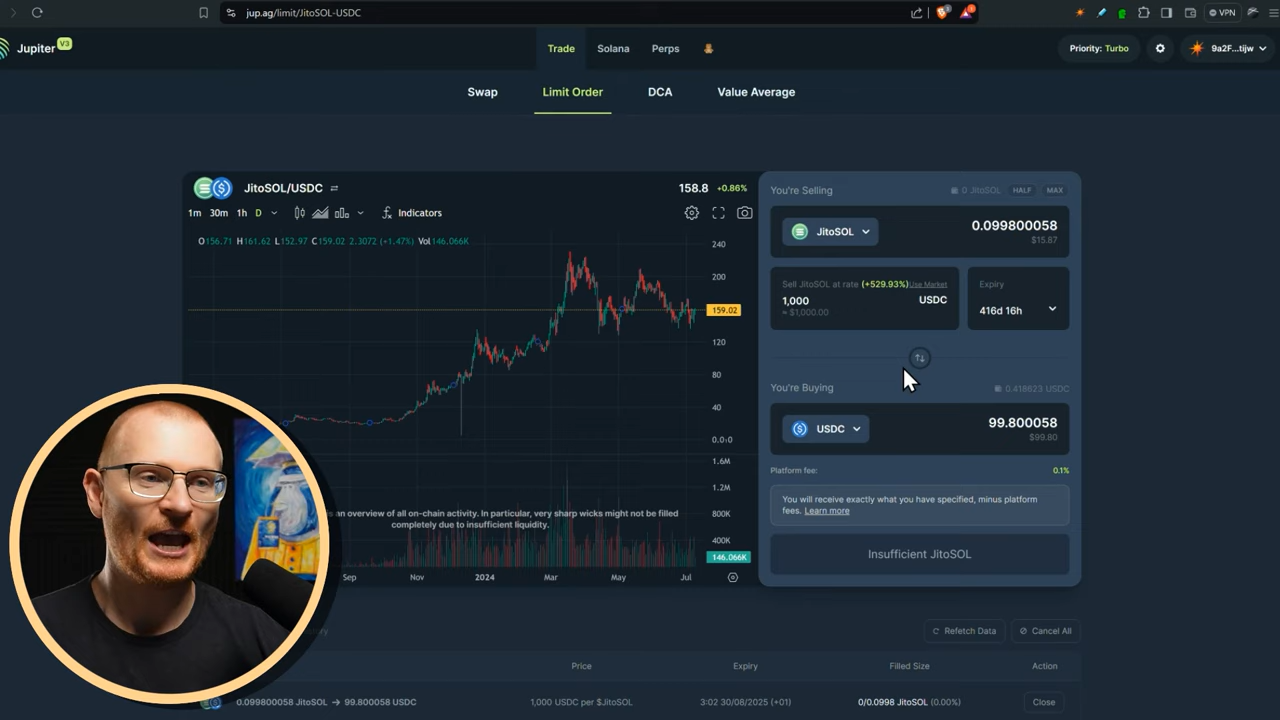 jup.ag/limit/JitoSOL-USDC
VPN
Jupiter V3
Trade Solana Perps
Priority: Turbo
9a2F...tijw
Swap Limit Order DCA Value Average
JitoSOL/USDC
158.8 +0.86%
1m 30m 1h D Indicators
O156.71 H161.62 L152.97 C159.02 2.3072 (+1.47%) Vol146.066K
240
200
159.02
120
80
40
0.0
1.6M
1.2M
800K
400K
146.066K
an overview of all on-chain activity. In particular, very sharp wicks might not be filled
completely due to insufficient liquidity.
Sep Nov 2024 Mar May Jul
You're Selling
0 JitoSOL HALF MAX
JitoSOL
0.099800058
$15.87
Sell JitoSOL at rate (+529.93%) Use Market
1,000 USDC
≈ $1,000.00
Expiry
416d 16h
You're Buying
0.418623 USDC
USDC
99.800058
$99.80
Platform fee: 0.1%
You will receive exactly what you have specified, minus platform
fees. Learn more
Insufficient JitoSOL
Refetch Data Cancel All
Price Expiry Filled Size Action
0.099800058 JitoSOL → 99.800058 USDC 1,000 USDC per $JitoSOL 3:02 30/08/2025 (+01) 0/0.0998 JitoSOL (0.00%) Close